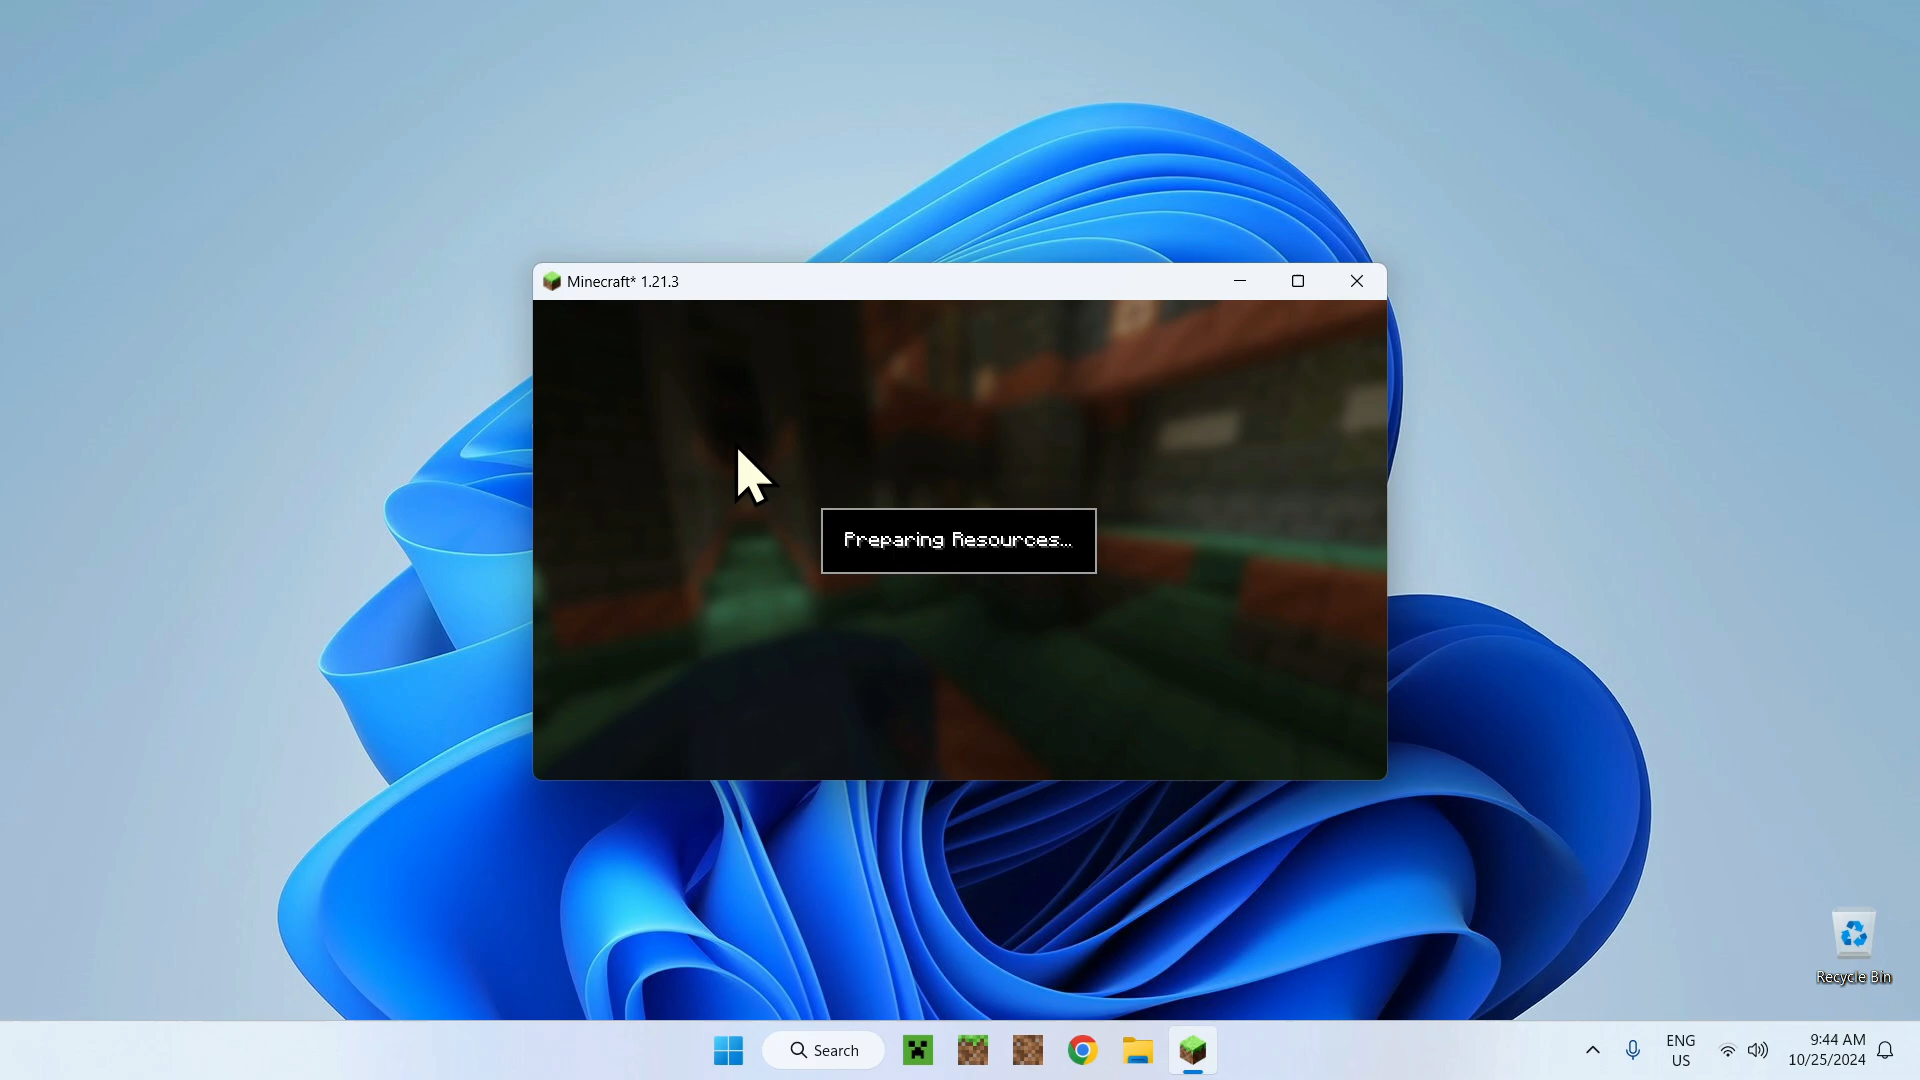 Minecraft* 1.21.3
Preparing Resources...
Recycle Bin
Search
ENG
US
9:44 AM
10/25/2024